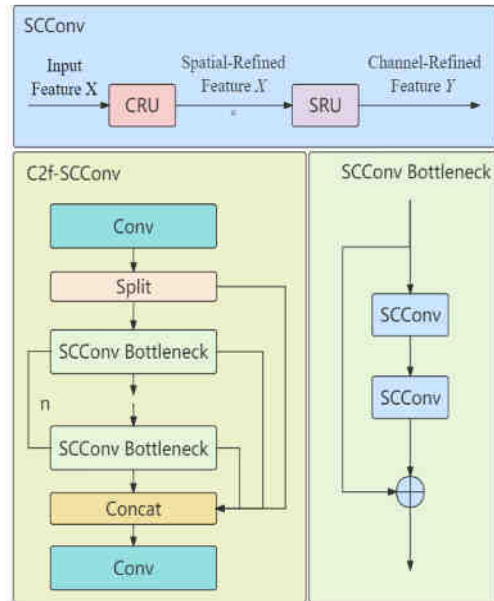 SCConv
Input
Feature X
CRU
Spatial-Refined
Feature X
SRU
Channel-Refined
Feature Y
C2f-SCConv
Conv
Split
SCConv Bottleneck
n
SCConv Bottleneck
Concat
Conv
SCConv Bottleneck
SCConv
SCConv